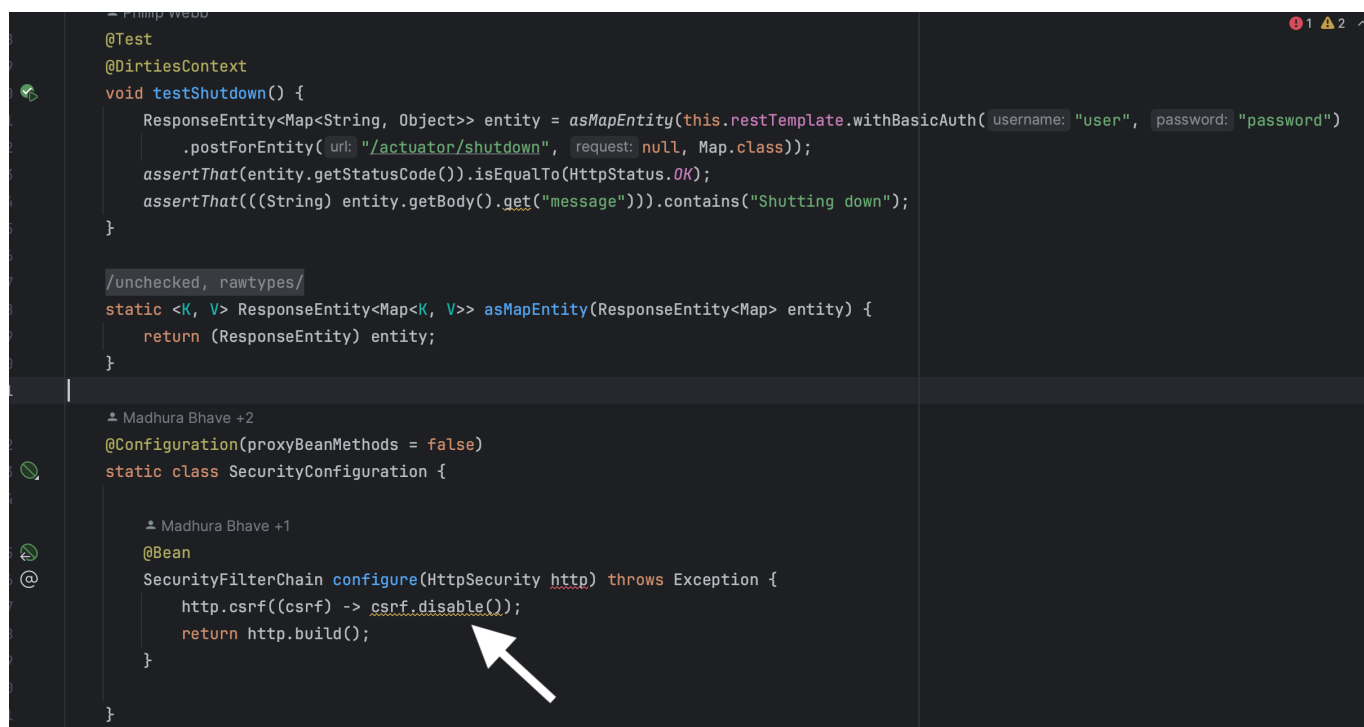 Phillip Webb
1 2
@Test
@DirtiesContext
void testShutdown() {
ResponseEntity<Map<String, Object>> entity = asMapEntity(this.restTemplate.withBasicAuth( username: "user", password: "password")
.postForEntity( url: "/actuator/shutdown", request: null, Map.class));
assertThat(entity.getStatusCode()).isEqualTo(HttpStatus.OK);
assertThat(((String) entity.getBody().get("message"))).contains("Shutting down");
}
/unchecked, rawtypes/
static <K, V> ResponseEntity<Map<K, V>> asMapEntity(ResponseEntity<Map> entity) {
return (ResponseEntity) entity;
}
Madhura Bhave +2
@Configuration(proxyBeanMethods = false)
static class SecurityConfiguration {
Madhura Bhave +1
@Bean
SecurityFilterChain configure(HttpSecurity http) throws Exception {
http.csrf((csrf) -> csrf.disable());
return http.build();
}
}